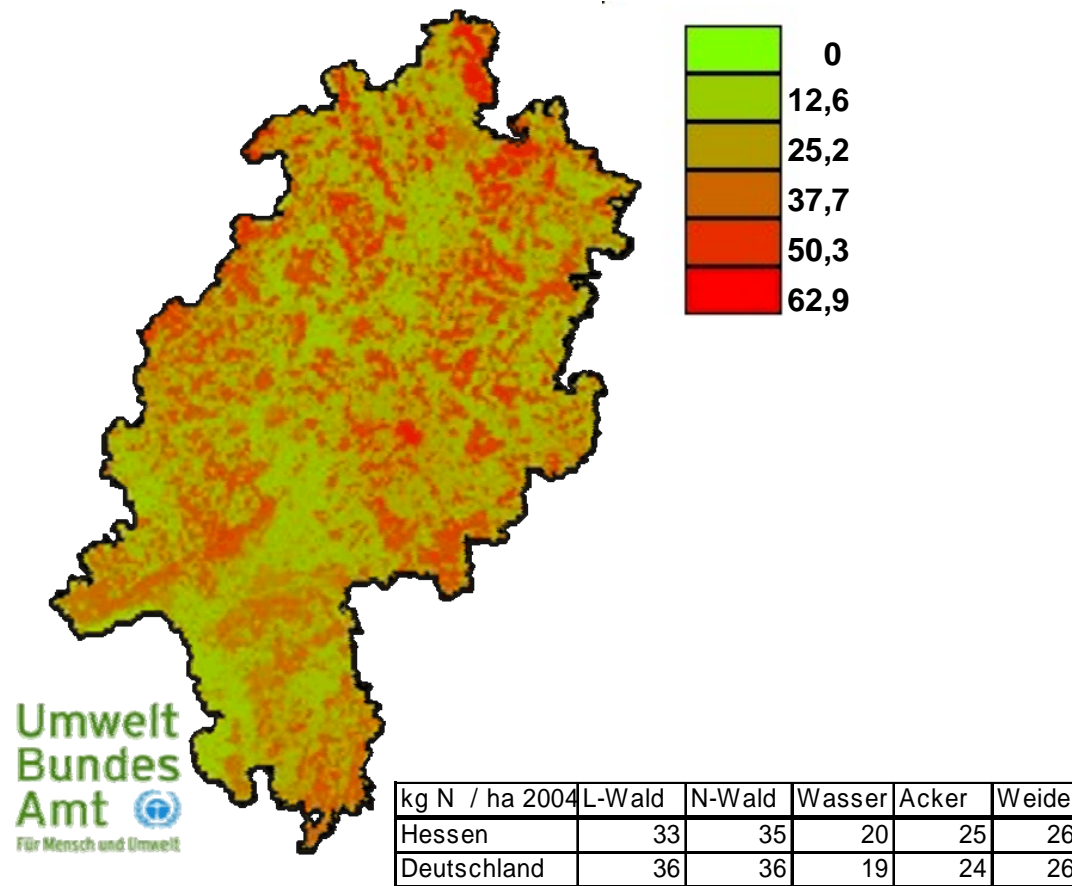 0
12,6
25,2
37,7
50,3
62,9
Umwelt
Bundes
Amt
Für Mensch und Umwelt
kg N / ha 2004 L-Wald N-Wald Wasser Acker Weide
Hessen 33 35 20 25 26
Deutschland 36 36 19 24 26